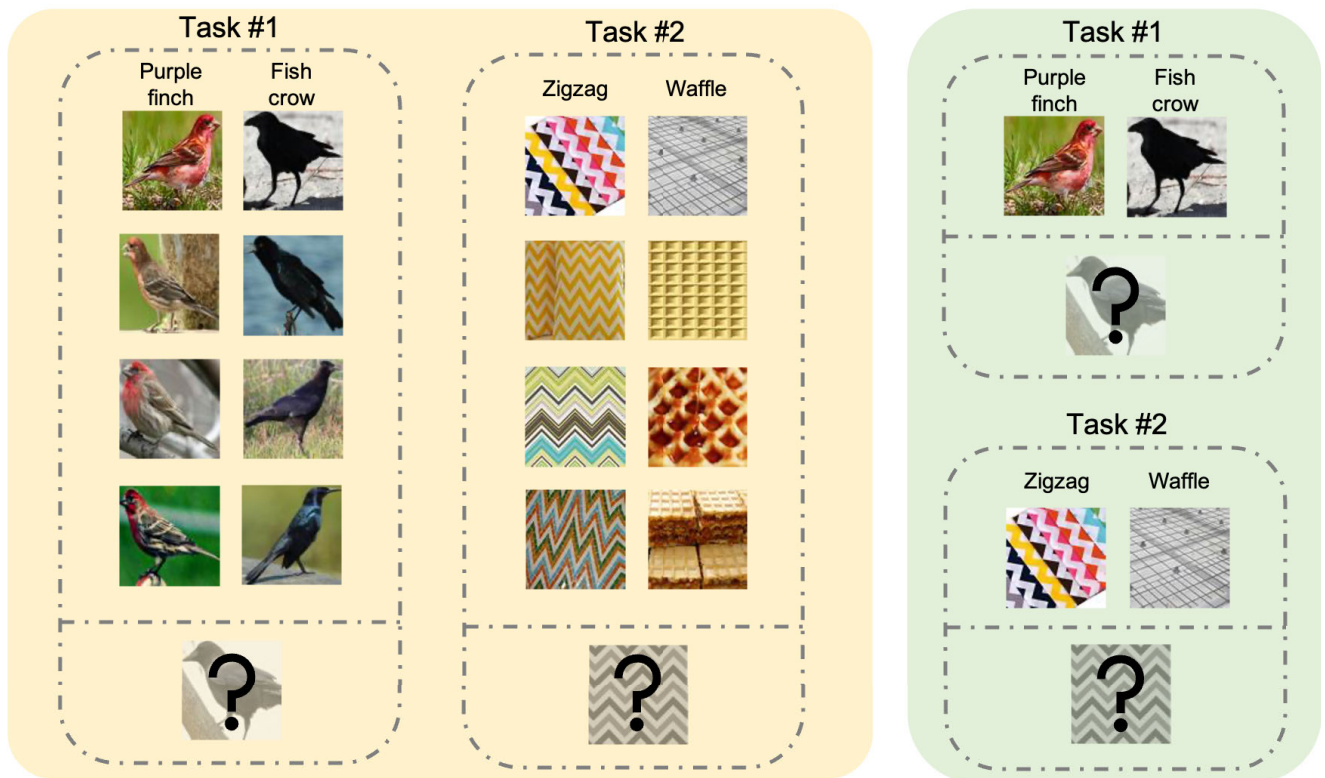 Task #1
Purple
finch
Fish
crow
?
Task #2
Zigzag
Waffle
?
Task #1
Purple
finch
Fish
crow
?
Task #2
Zigzag
Waffle
?